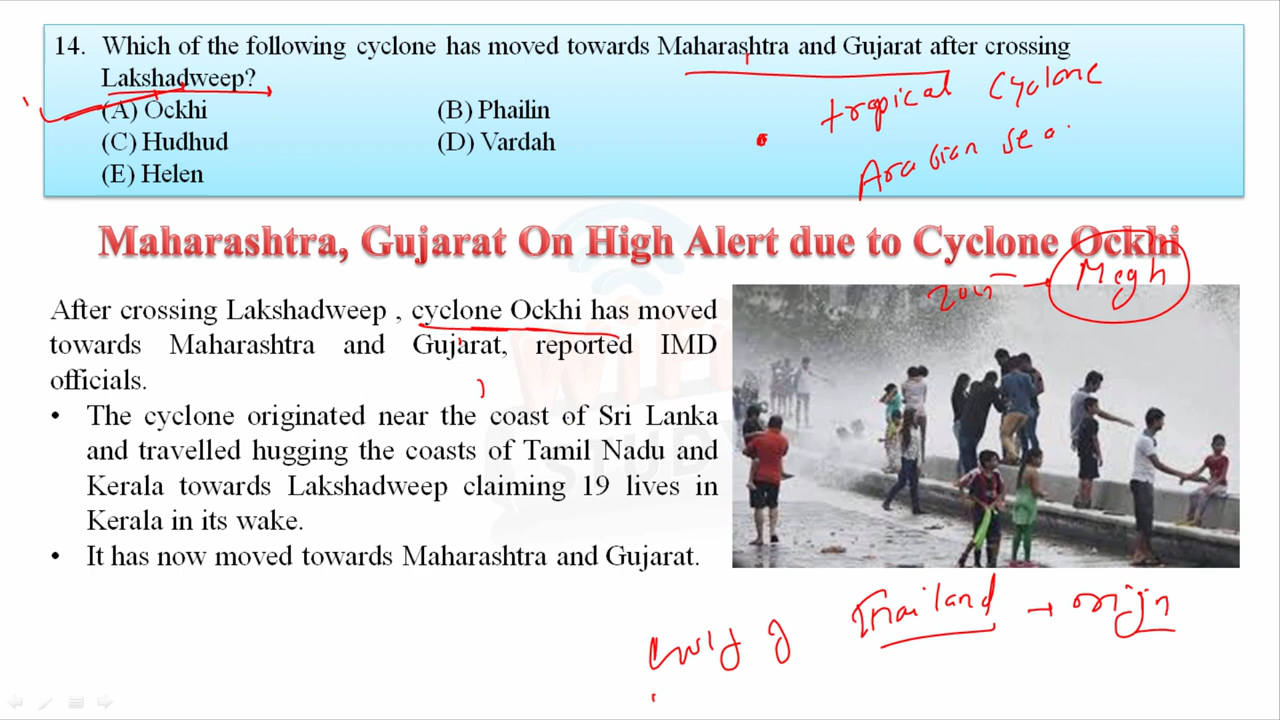 14. Which of the following cyclone has moved towards Maharashtra and Gujarat after crossing
Lakshadweep?
(A) Ockhi (B) Phailin
(C) Hudhud (D) Vardah
(E) Helen
tropical cyclone
Arabian sea
Maharashtra, Gujarat On High Alert due to Cyclone Ockhi
2015 → Megh
After crossing Lakshadweep , cyclone Ockhi has moved
towards Maharashtra and Gujarat, reported IMD
officials.
• The cyclone originated near the coast of Sri Lanka
and travelled hugging the coasts of Tamil Nadu and
Kerala towards Lakshadweep claiming 19 lives in
Kerala in its wake.
• It has now moved towards Maharashtra and Gujarat.
Thailand → origin